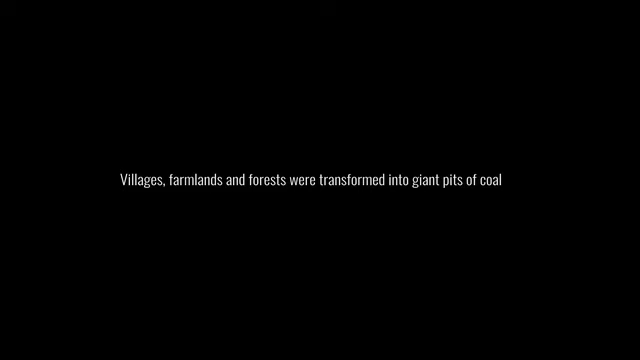 Villages, farmlands and forests were transformed into giant pits of coal